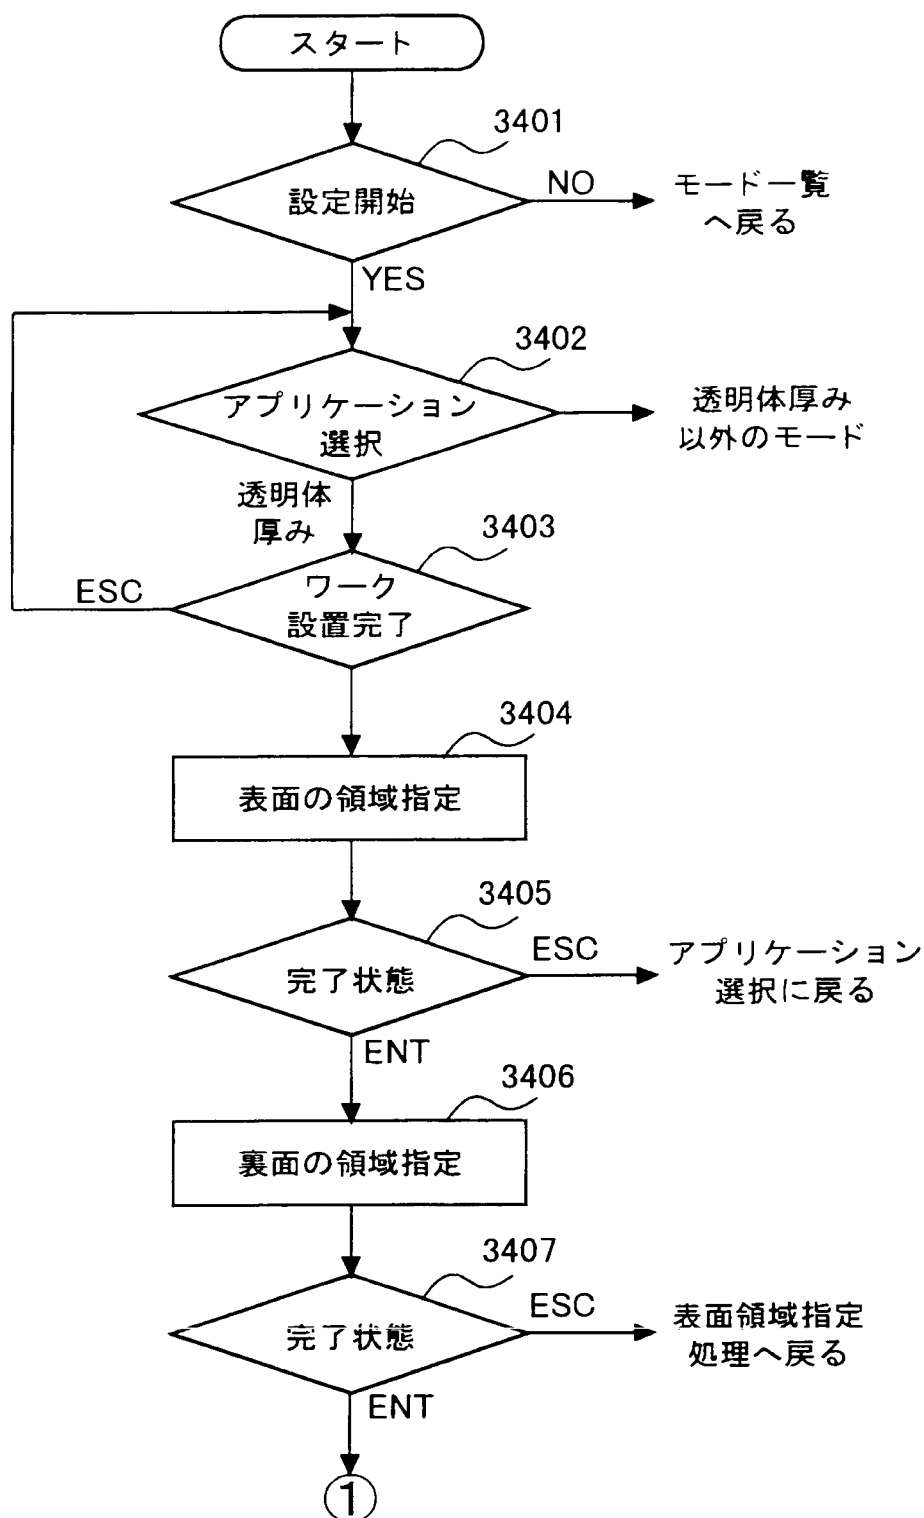 スタート
3401
設定開始
NO
モード一覧
へ戻る
YES
3402
アプリケーション
選択
透明体厚み
以外のモード
透明体
厚み
3403
ワーク
設置完了
ESC
3404
表面の領域指定
3405
完了状態
ESC
アプリケーション
選択に戻る
ENT
3406
裏面の領域指定
3407
完了状態
ESC
表面領域指定
処理へ戻る
ENT
1